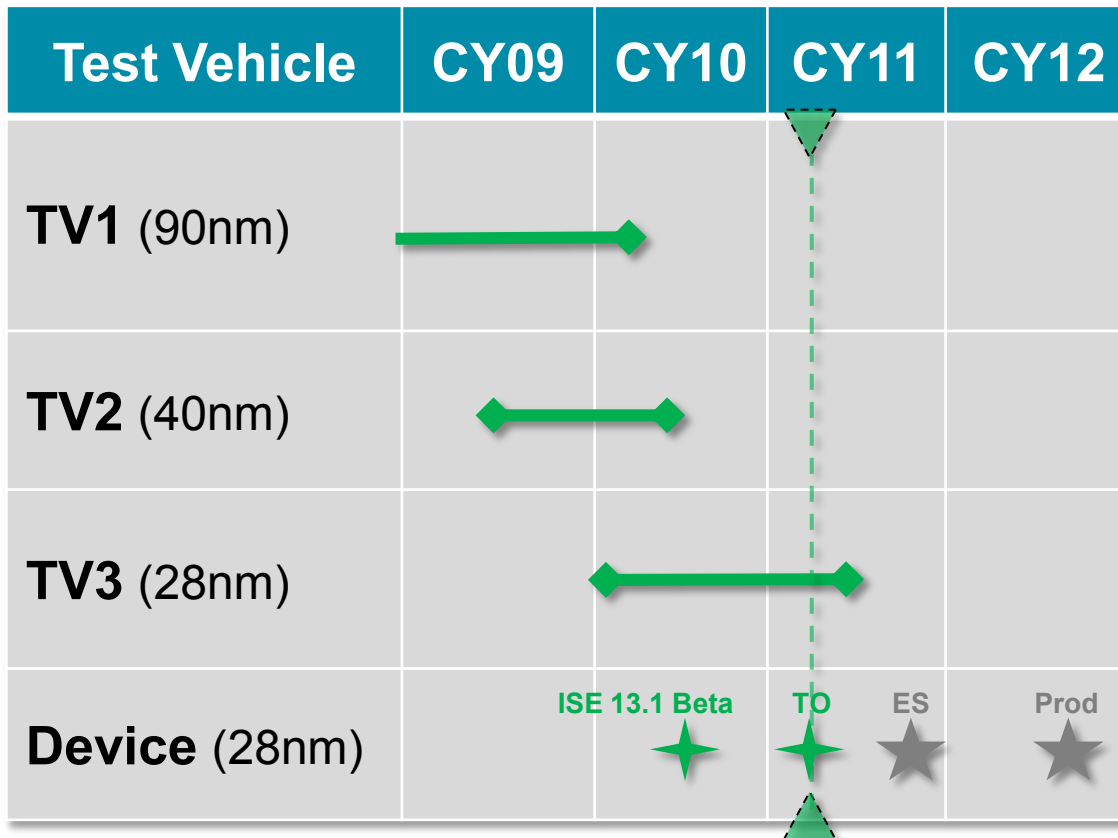 Test Vehicle CY09 CY10 CY11 CY12
TV1 (90nm)
TV2 (40nm)
TV3 (28nm)
ISE 13.1 Beta TO ES Prod
Device (28nm)